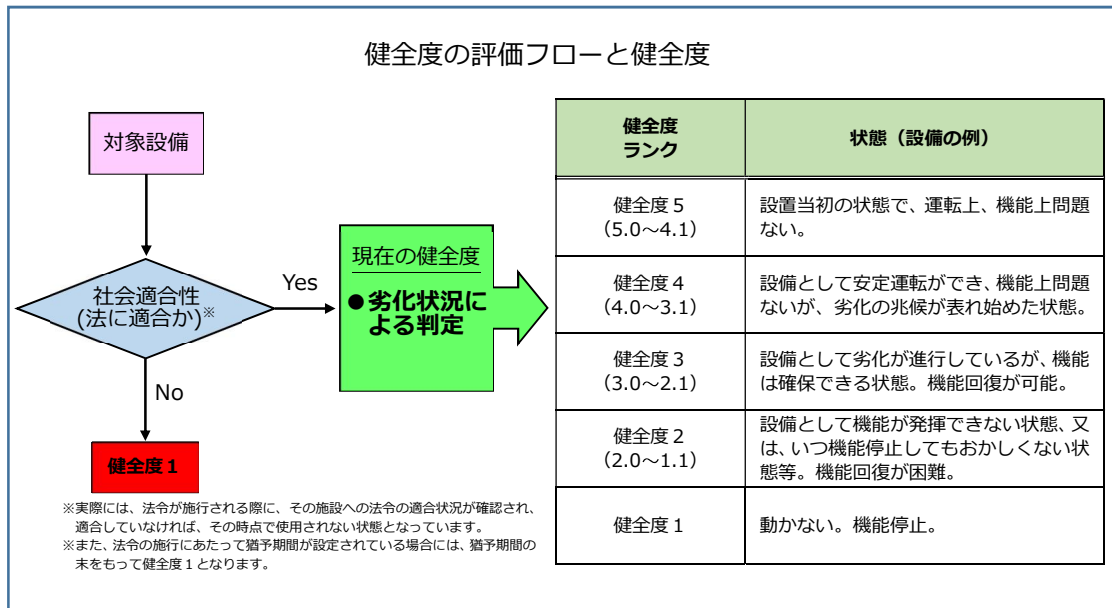 健全度の評価フローと健全度
対象設備
社会適合性
(法に適合か)※
Yes
No
健全度１
現在の健全度
●劣化状況に
よる判定
健全度
ランク
状態（設備の例）
健全度５
（5.0～4.1）
設置当初の状態で、運転上、機能上問題
ない。
健全度４
（4.0～3.1）
設備として安定運転ができ、機能上問題
ないが、劣化の兆候が表れ始めた状態。
健全度３
（3.0～2.1）
設備として劣化が進行しているが、機能
は確保できる状態。機能回復が可能。
健全度２
（2.0～1.1）
設備として機能が発揮できない状態、又
は、いつ機能停止してもおかしくない状
態等。機能回復が困難。
健全度１
動かない。機能停止。
※実際には、法令が施行される際に、その施設への法令の適合状況が確認され、
適合していなければ、その時点で使用されない状態となっています。
※また、法令の施行にあたって猶予期間が設定されている場合には、猶予期間の
末をもって健全度１となります。